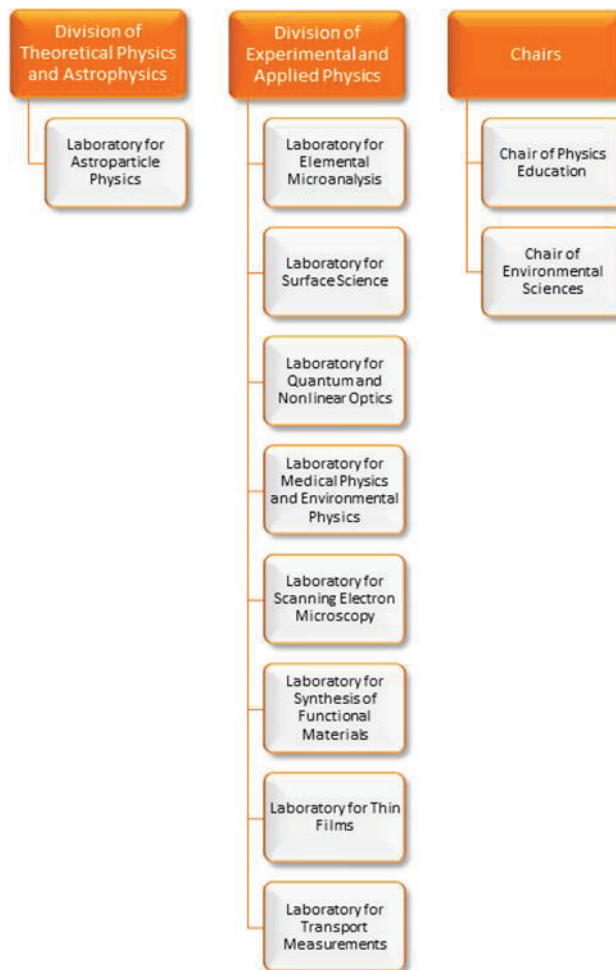 Division of
Theoretical Physics
and Astrophysics
Laboratory for
Astroparticle
Physics
Division of
Experimental and
Applied Physics
Laboratory for
Elemental
Microanalysis
Laboratory for
Surface Science
Laboratory for
Quantum and
Nonlinear Optics
Laboratory for
Medical Physics
and Environmental
Physics
Laboratory for
Scanning Electron
Microscopy
Laboratory for
Synthesis of
Functional
Materials
Laboratory for Thin
Films
Laboratory for
Transport
Measurements
Chairs
Chair of Physics
Education
Chair of
Environmental
Sciences